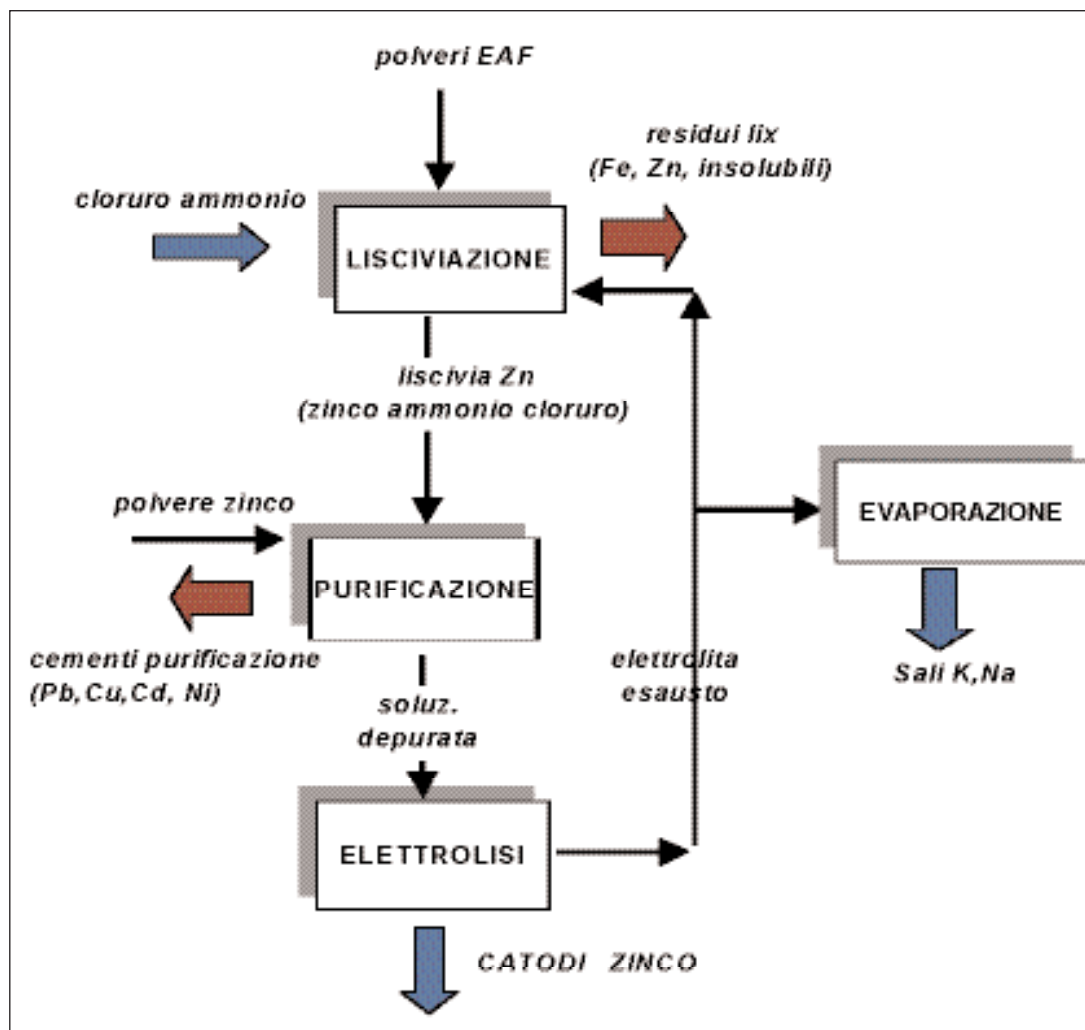 polveri EAF
residui lix
(Fe, Zn, insolubili)
cloruro ammonio
LISCIVIAZIONE
liscivia Zn
(zinco ammonio cloruro)
polvere zinco
EVAPORAZIONE
PURIFICAZIONE
cementi purificazione
(Pb,Cu,Cd, Ni)
elettrolita
esausto
Sali K,Na
soluz.
depurata
ELETTROLISI
CATODI ZINCO